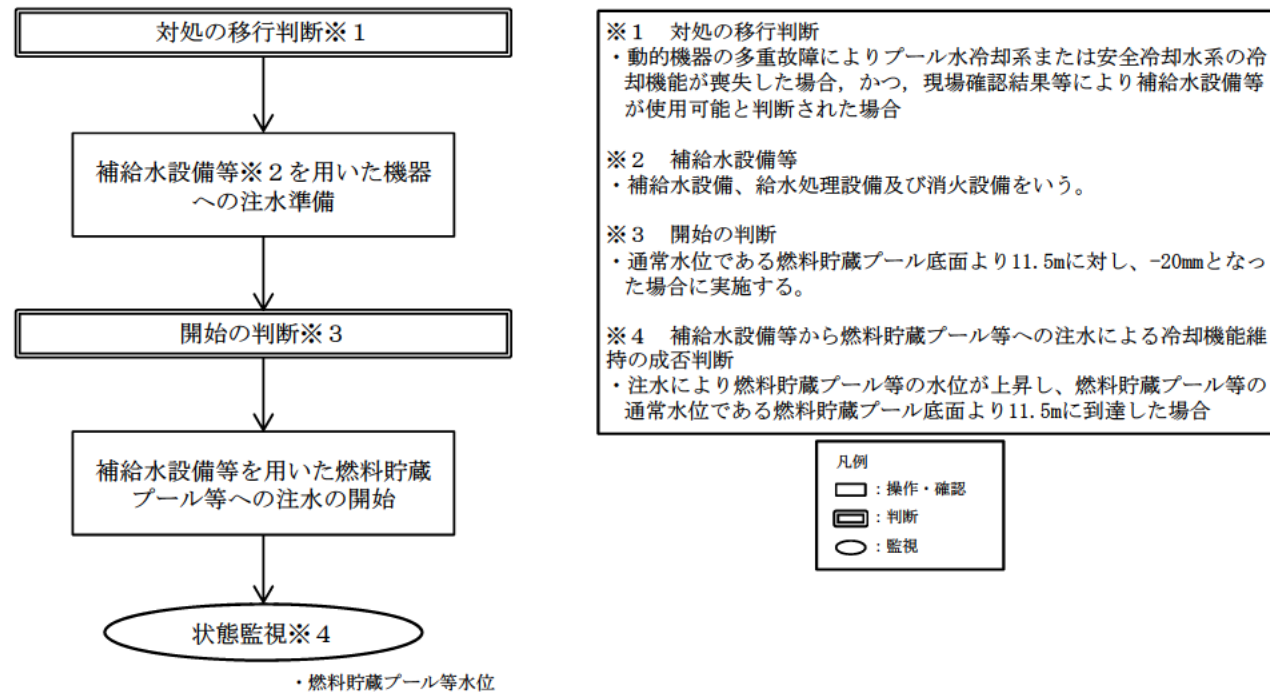 対処の移行判断※1
補給水設備等※2を用いた機器
への注水準備
開始の判断※3
補給水設備等を用いた燃料貯蔵
プール等への注水の開始
状態監視※4
・燃料貯蔵プール等水位
※1 対処の移行判断
・動的機器の多重故障によりプール水冷却系または安全冷却水系の冷
却機能が喪失した場合，かつ，現場確認結果等により補給水設備等
が使用可能と判断された場合
※2 補給水設備等
・補給水設備、給水処理設備及び消火設備をいう。
※3 開始の判断
・通常水位である燃料貯蔵プール底面より11.5mに対し、-20mmとなっ
た場合に実施する。
※4 補給水設備等から燃料貯蔵プール等への注水による冷却機能維
持の成否判断
・注水により燃料貯蔵プール等の水位が上昇し、燃料貯蔵プール等の
通常水位である燃料貯蔵プール底面より11.5mに到達した場合
凡例
：操作・確認
：判断
：監視